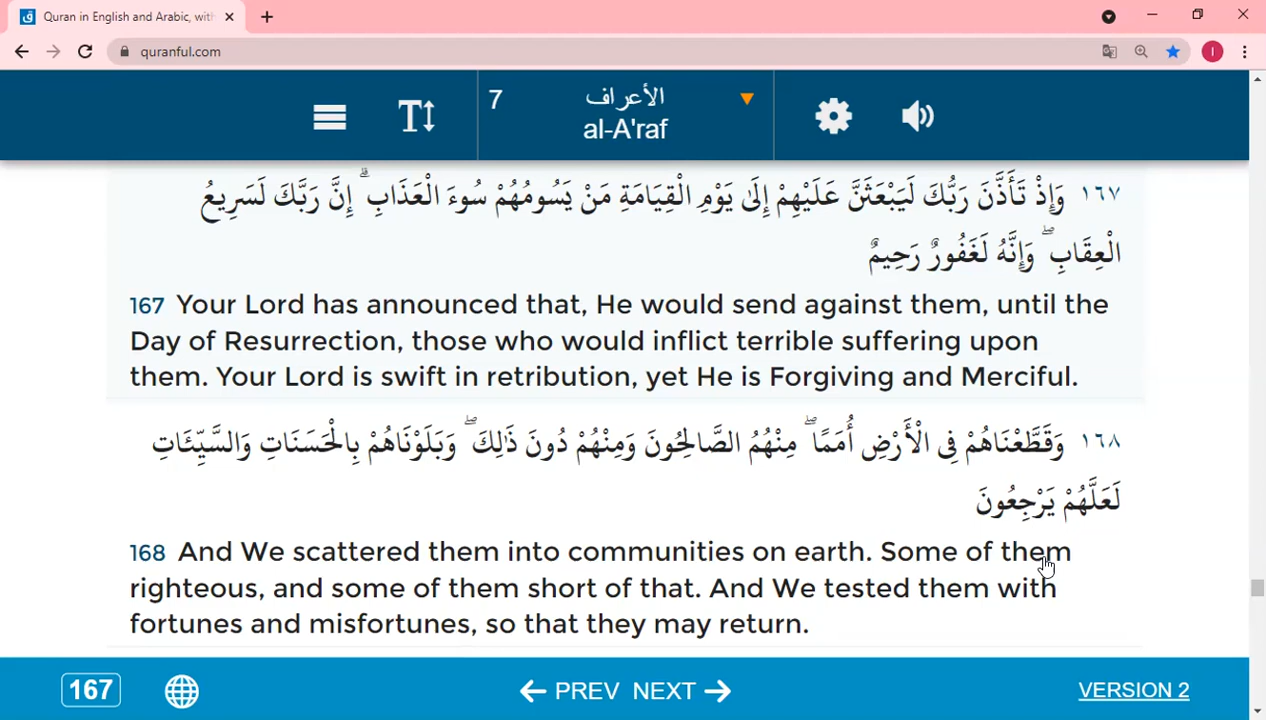 Quran in English and Arabic, with
quranful.com
I
7
الأعراف
al-A'raf
١٦٧ وَإِذْ تَأَذَّنَ رَبُّكَ لَيَبْعَثَنَّ عَلَيْهِمْ إِلَىٰ يَوْمِ الْقِيَامَةِ مَنْ يَسُومُهُمْ سُوءَ الْعَذَابِ ۗ إِنَّ رَبَّكَ لَسَرِيعُ
الْعِقَابِ ۖ وَإِنَّهُ لَغَفُورٌ رَحِيمٌ
167 Your Lord has announced that, He would send against them, until the
Day of Resurrection, those who would inflict terrible suffering upon
them. Your Lord is swift in retribution, yet He is Forgiving and Merciful.
١٦٨ وَقَطَّعْنَاهُمْ فِي الْأَرْضِ أُمَمًا ۖ مِنْهُمُ الصَّالِحُونَ وَمِنْهُمْ دُونَ ذَٰلِكَ ۖ وَبَلَوْنَاهُمْ بِالْحَسَنَاتِ وَالسَّيِّئَاتِ
لَعَلَّهُمْ يَرْجِعُونَ
168 And We scattered them into communities on earth. Some of them
righteous, and some of them short of that. And We tested them with
fortunes and misfortunes, so that they may return.
167
PREV NEXT
VERSION 2